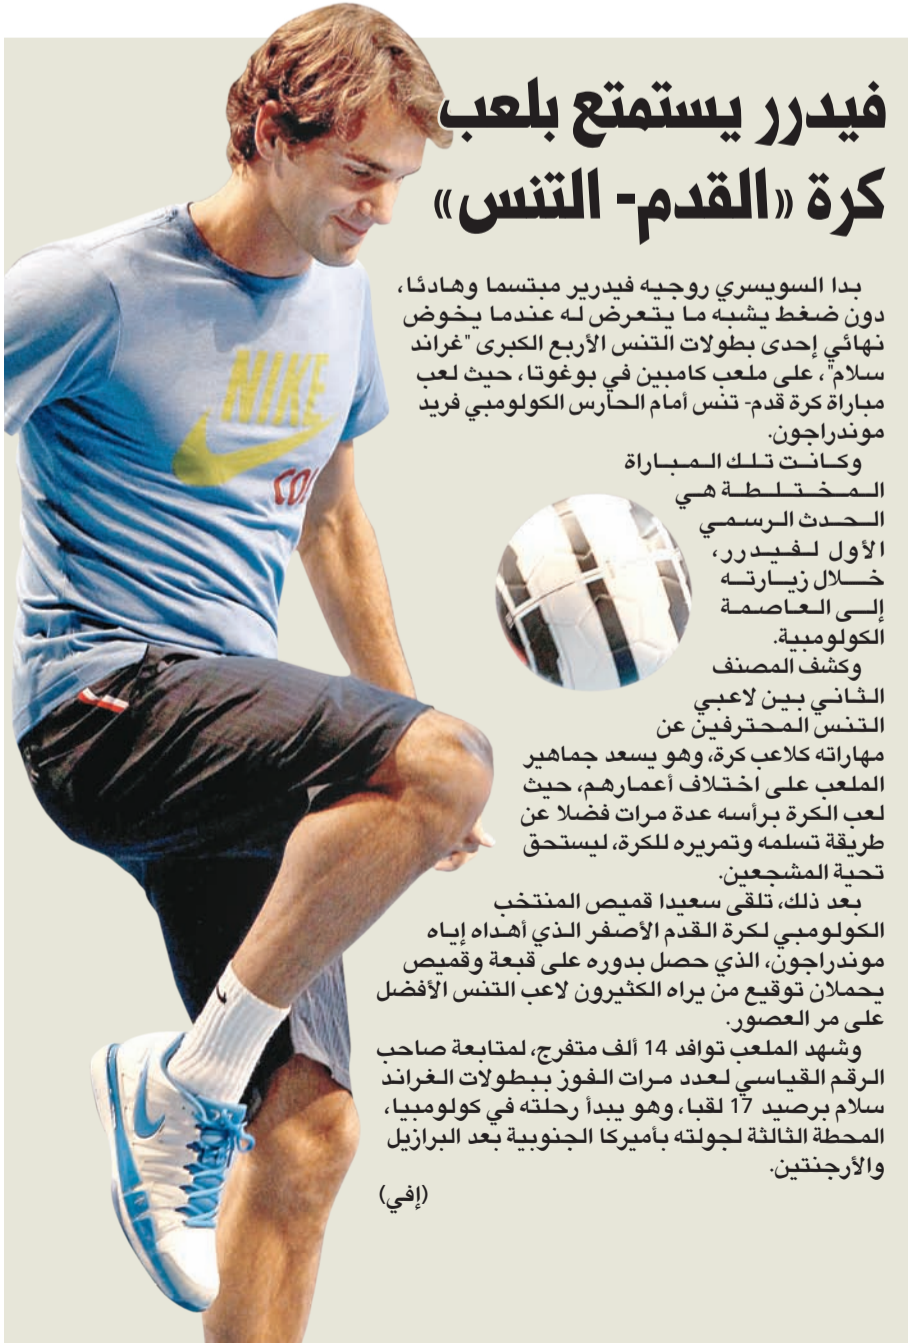 فيدرر يستمتع بلعب
كرة «القدم- التنس»
بدا السويسري روجيه فيدرير مبتسما وهادئا،
دون ضغط يشبه ما يتعرض له عندما يخوض
نهائي إحدى بطولات التنس الأربع الكبرى "غراند
سلام"، على ملعب كامبين في بوغوتا، حيث لعب
مباراة كرة قدم- تنس أمام الحارس الكولومبي فريد
موندراجون.
وكانت تلك المباراة
المختلطة هي
الحدث الرسمي
الأول لفيدرر،
خلال زيارته
إلى العاصمة
الكولومبية.
وكشف المصنف
الثاني بين لاعبي
التنس المحترفين عن
مهاراته كلاعب كرة، وهو يسعد جماهير
الملعب على اختلاف أعمارهم، حيث
لعب الكرة برأسه عدة مرات فضلا عن
طريقة تسلمه وتمريره للكرة، ليستحق
تحية المشجعين.
بعد ذلك، تلقى سعيدا قميص المنتخب
الكولومبي لكرة القدم الأصفر الذي أهداه إياه
موندراجون، الذي حصل بدوره على قبعة وقميص
يحملان توقيع من يراه الكثيرون لاعب التنس الأفضل
على مر العصور.
وشهد الملعب توافد 14 ألف متفرج، لمتابعة صاحب
الرقم القياسي لعدد مرات الفوز ببطولات الغراند
سلام برصيد 17 لقبا، وهو يبدأ رحلته في كولومبيا،
المحطة الثالثة لجولته بأميركا الجنوبية بعد البرازيل
والأرجنتين.
(إفي)
NIKE